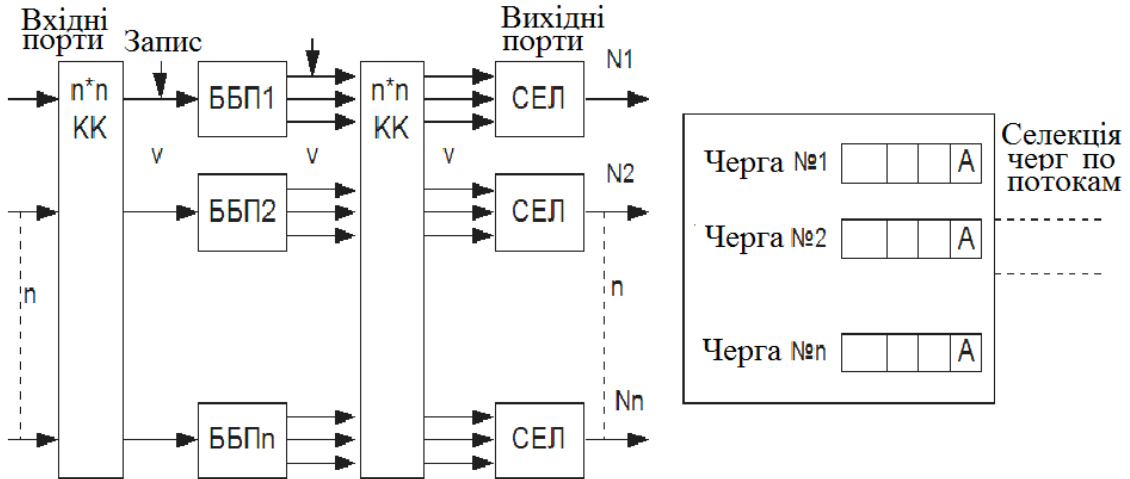 Вхідні
порти
Запис
Вихідні
порти
n*n
КК
ББП1
n*n
КК
СЕЛ
N1
v
v
v
ББП2
СЕЛ
N2
n
n
ББПn
СЕЛ
Nn
Черга №1
А
Черга №2
А
Черга №n
А
Селекція
черг по
потокам